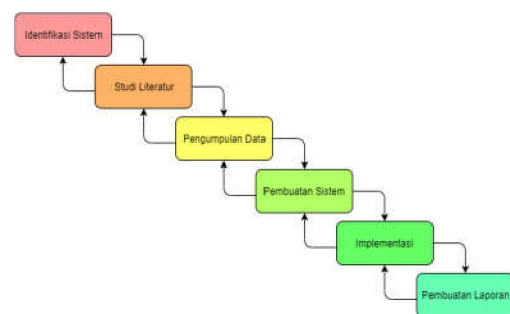 Identifikasi Sistem
Studi Literatur
Pengumpulan Data
Pembuatan Sistem
Implementasi
Pembuatan Laporan